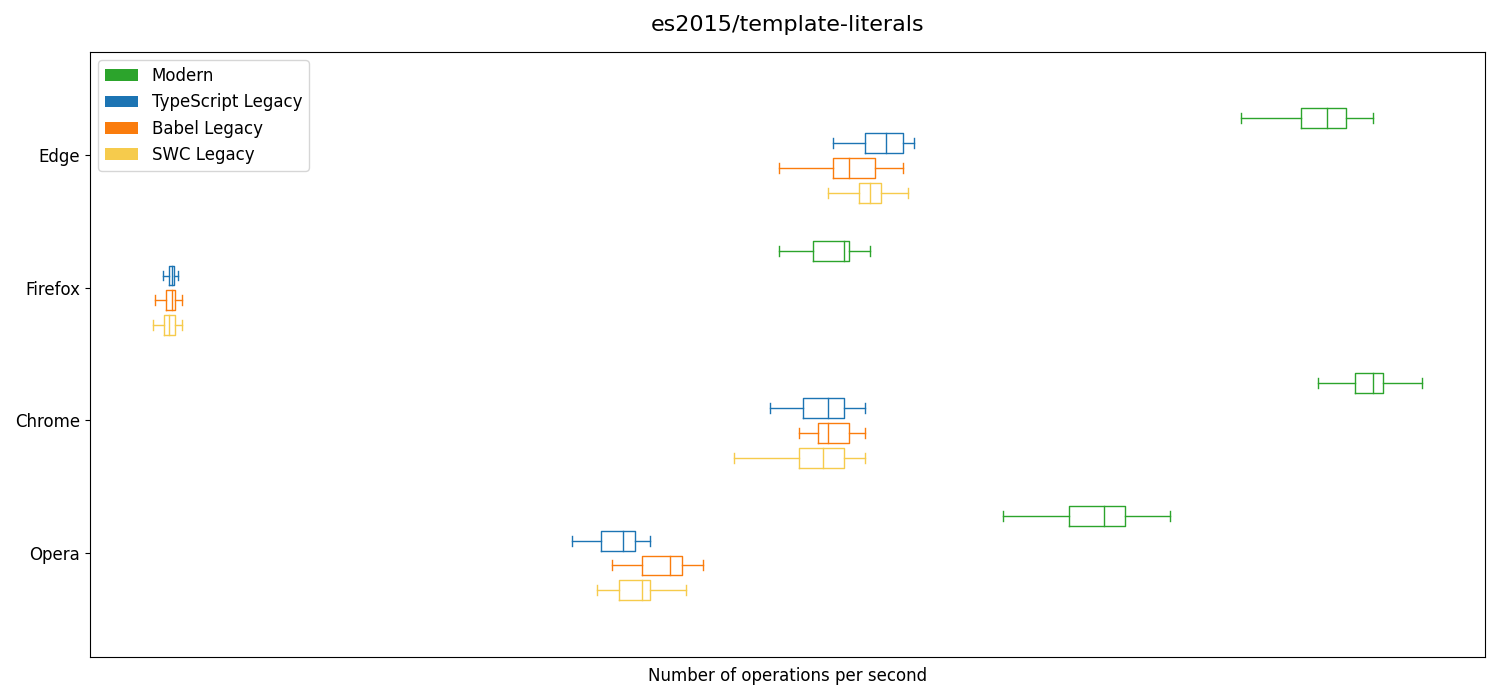 es2015/template-literals
Modern
TypeScript Legacy
Babel Legacy
SWC Legacy
Edge
Firefox
Chrome
Opera
Number of operations per second